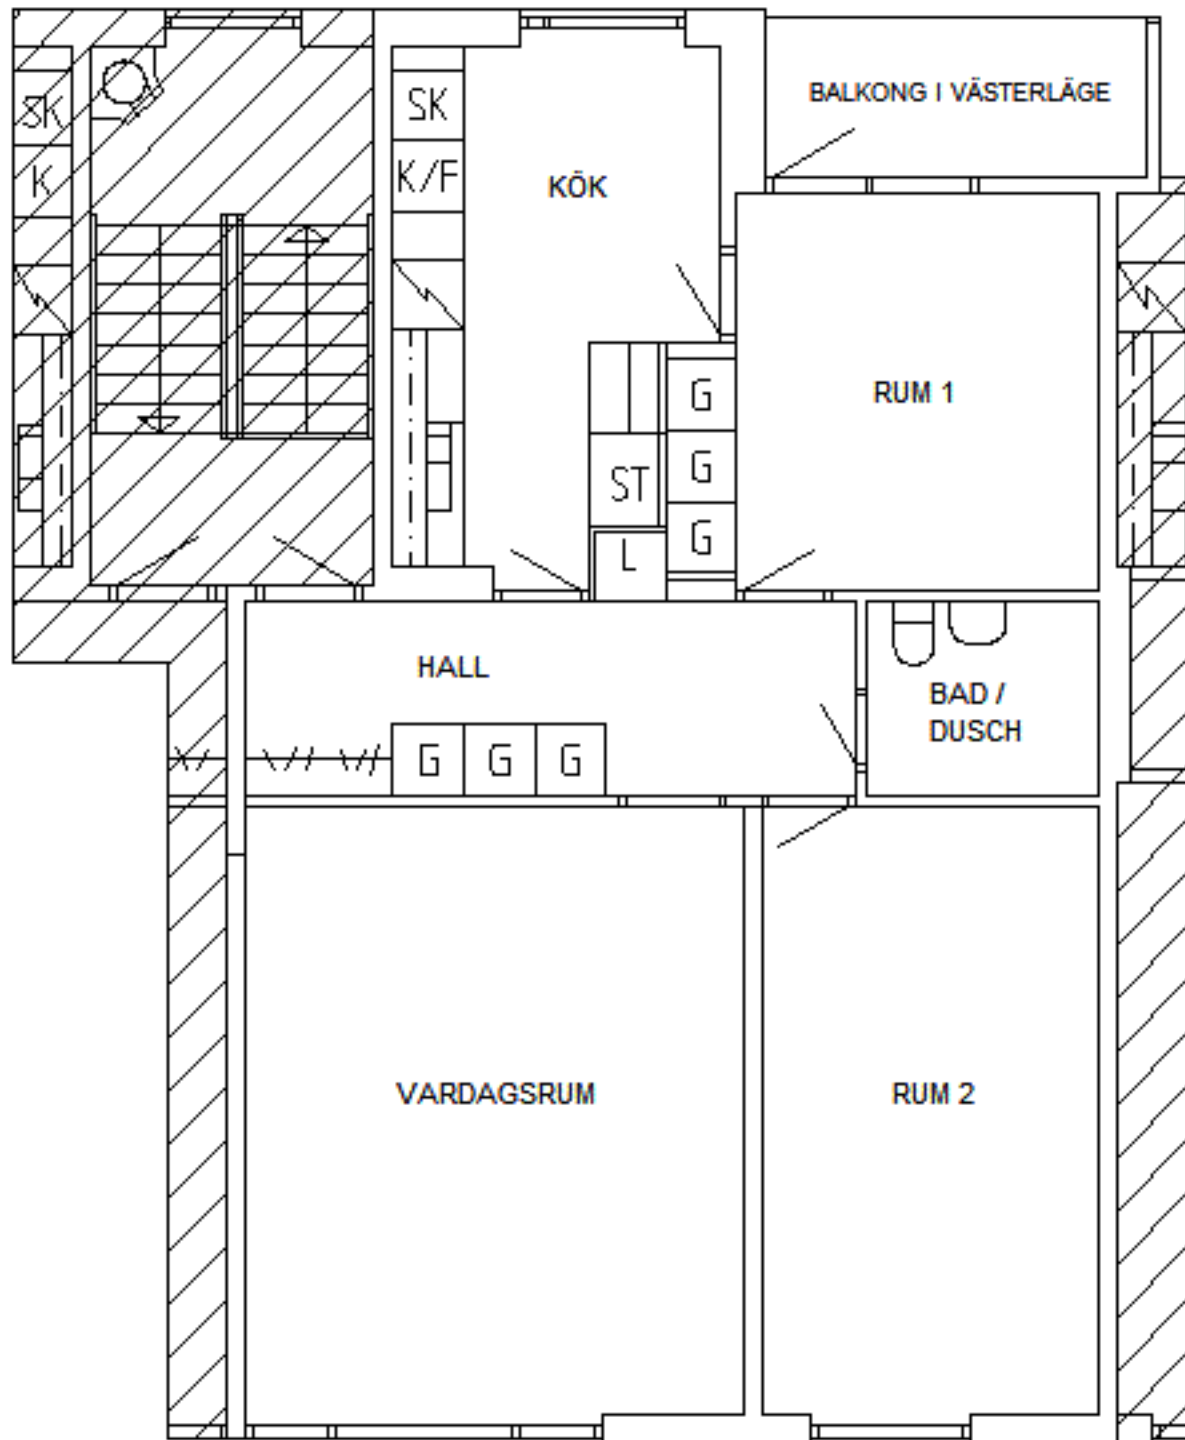 BALKONG I VÄSTERLÄGE
SK
SK
K
K/F
KÖK
RUM 1
G
G
ST
G
L
HALL
BAD /
DUSCH
G G G
VARDAGSRUM
RUM 2